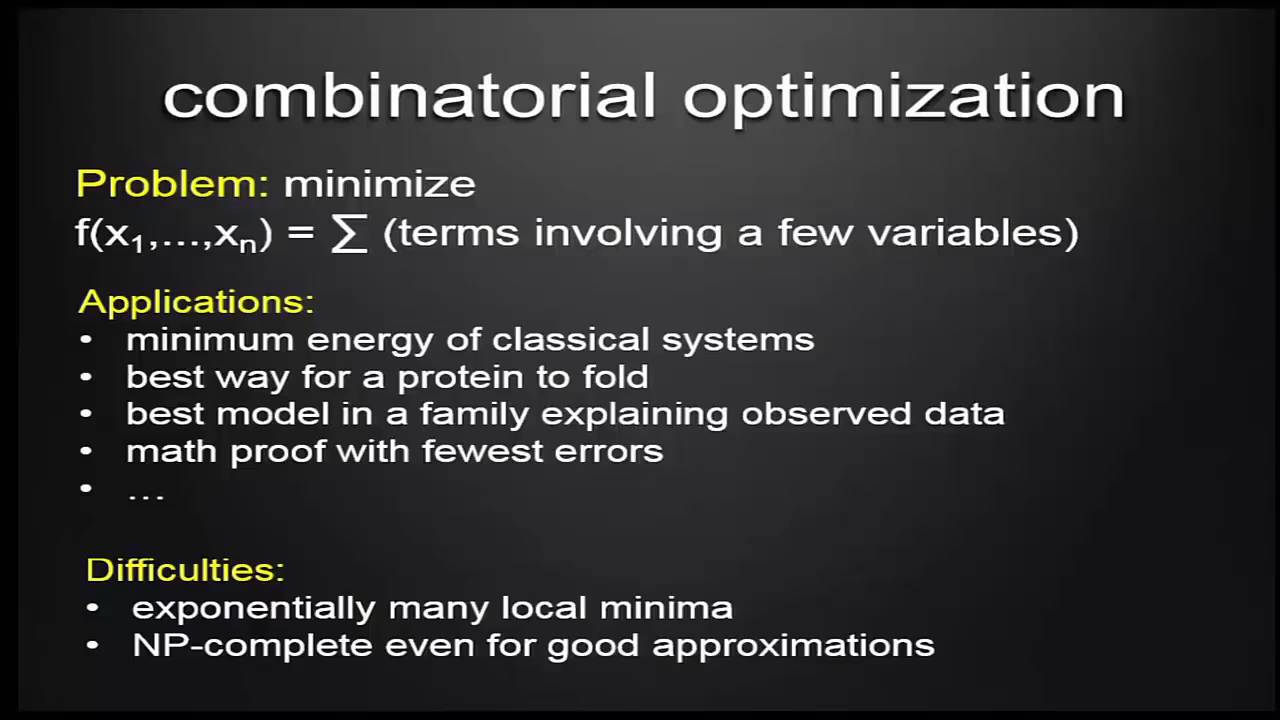 combinatorial optimization
Problem: minimize
f(x₁,...,xₙ) = ∑ (terms involving a few variables)
Applications:
• minimum energy of classical systems
• best way for a protein to fold
• best model in a family explaining observed data
• math proof with fewest errors
• ...
Difficulties:
• exponentially many local minima
• NP-complete even for good approximations